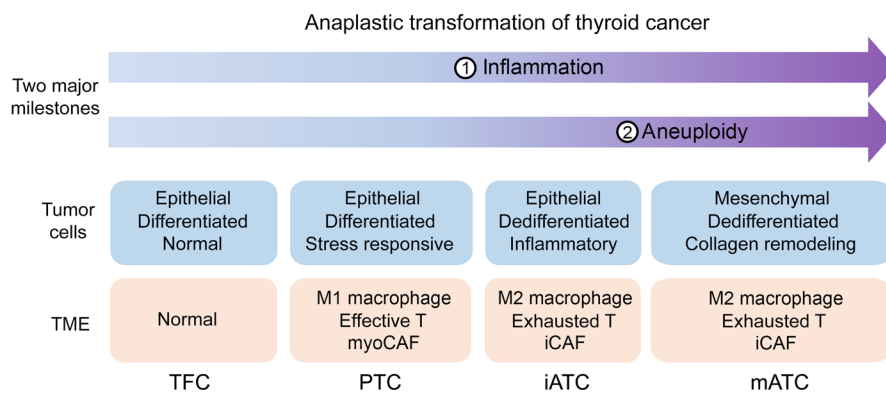 Anaplastic transformation of thyroid cancer
Two major
milestones
1 Inflammation
2 Aneuploidy
Tumor
cells
Epithelial
Differentiated
Normal
Epithelial
Differentiated
Stress responsive
Epithelial
Dedifferentiated
Inflammatory
Mesenchymal
Dedifferentiated
Collagen remodeling
TME
Normal
M1 macrophage
Effective T
myoCAF
M2 macrophage
Exhausted T
iCAF
M2 macrophage
Exhausted T
iCAF
TFC
PTC
iATC
mATC